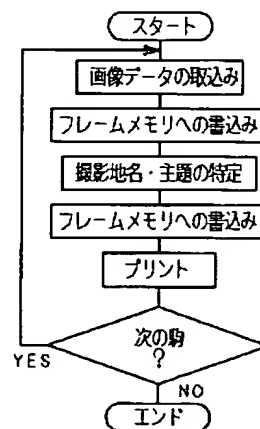 スタート
画像データの取込み
フレームメモリへの書込み
撮影地名・主題の特定
フレームメモリへの書込み
プリント
次の駒
?
YES
NO
エンド